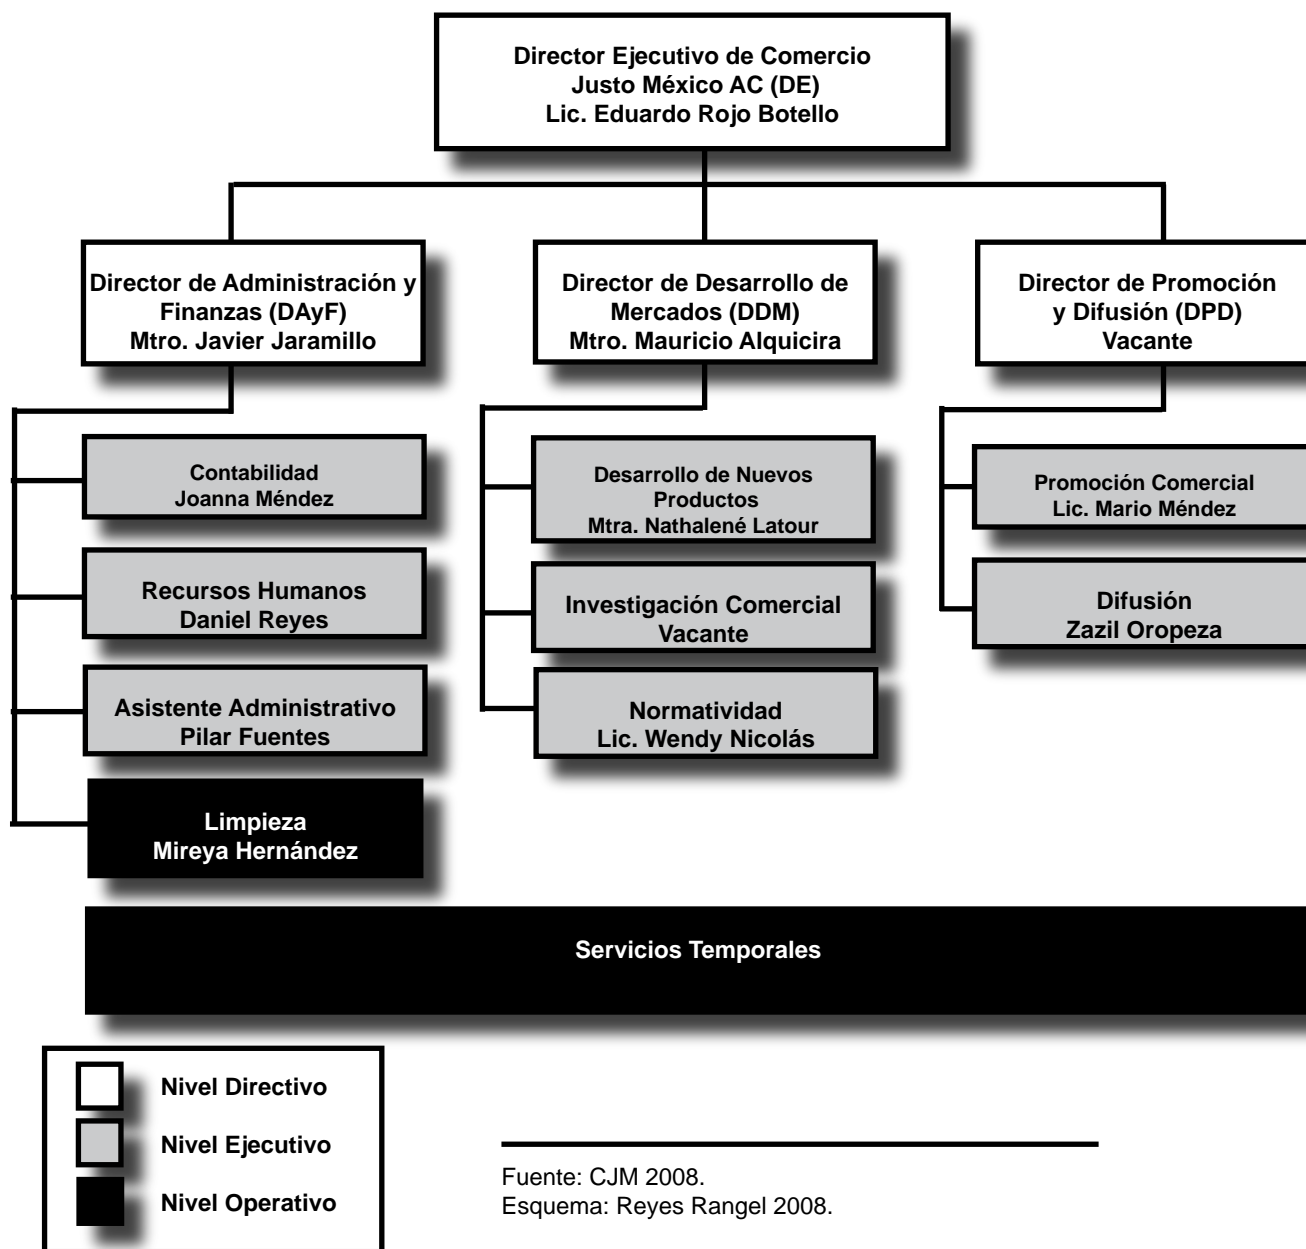 Director Ejecutivo de Comercio
Justo México AC (DE)
Lic. Eduardo Rojo Botello
Director de Administración y
Finanzas (DAyF)
Mtro. Javier Jaramillo
Director de Desarrollo de
Mercados (DDM)
Mtro. Mauricio Alquicira
Director de Promoción
y Difusión (DPD)
Vacante
Contabilidad
Joanna Méndez
Recursos Humanos
Daniel Reyes
Asistente Administrativo
Pilar Fuentes
Limpieza
Mireya Hernández
Desarrollo de Nuevos
Productos
Mtra. Nathalené Latour
Investigación Comercial
Vacante
Normatividad
Lic. Wendy Nicolás
Promoción Comercial
Lic. Mario Méndez
Difusión
Zazil Oropeza
Servicios Temporales
Nivel Directivo
Nivel Ejecutivo
Nivel Operativo
Fuente: CJM 2008.
Esquema: Reyes Rangel 2008.